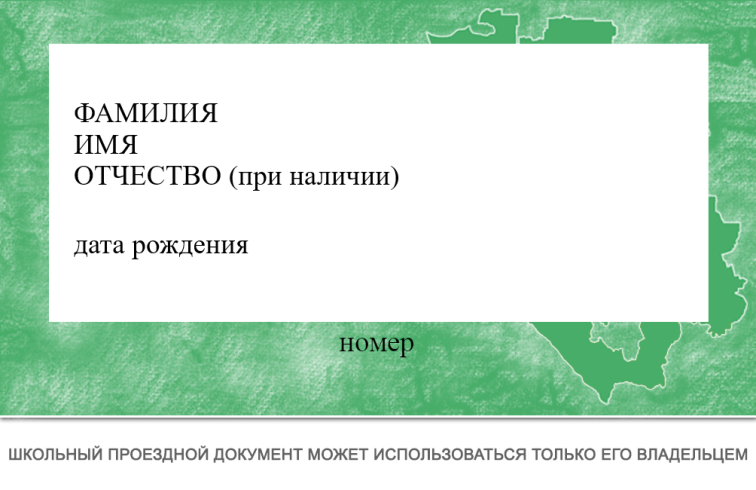 ФАМИЛИЯ
ИМЯ
ОТЧЕСТВО (при наличии)
дата рождения
номер
ШКОЛЬНЫЙ ПРОЕЗДНОЙ ДОКУМЕНТ МОЖЕТ ИСПОЛЬЗОВАТЬСЯ ТОЛЬКО ЕГО ВЛАДЕЛЬЦЕМ